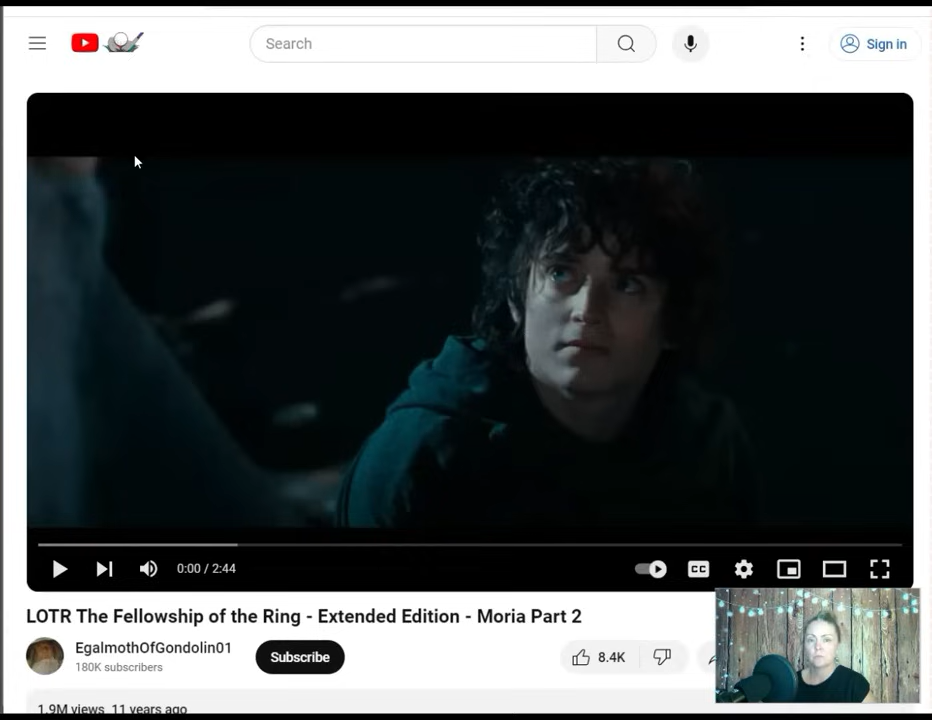 Search
Sign in
0:00 / 2:44
CC
LOTR The Fellowship of the Ring - Extended Edition - Moria Part 2
EgalmothOfGondolin01
180K subscribers
Subscribe
8.4K
1.9M views 11 years ago